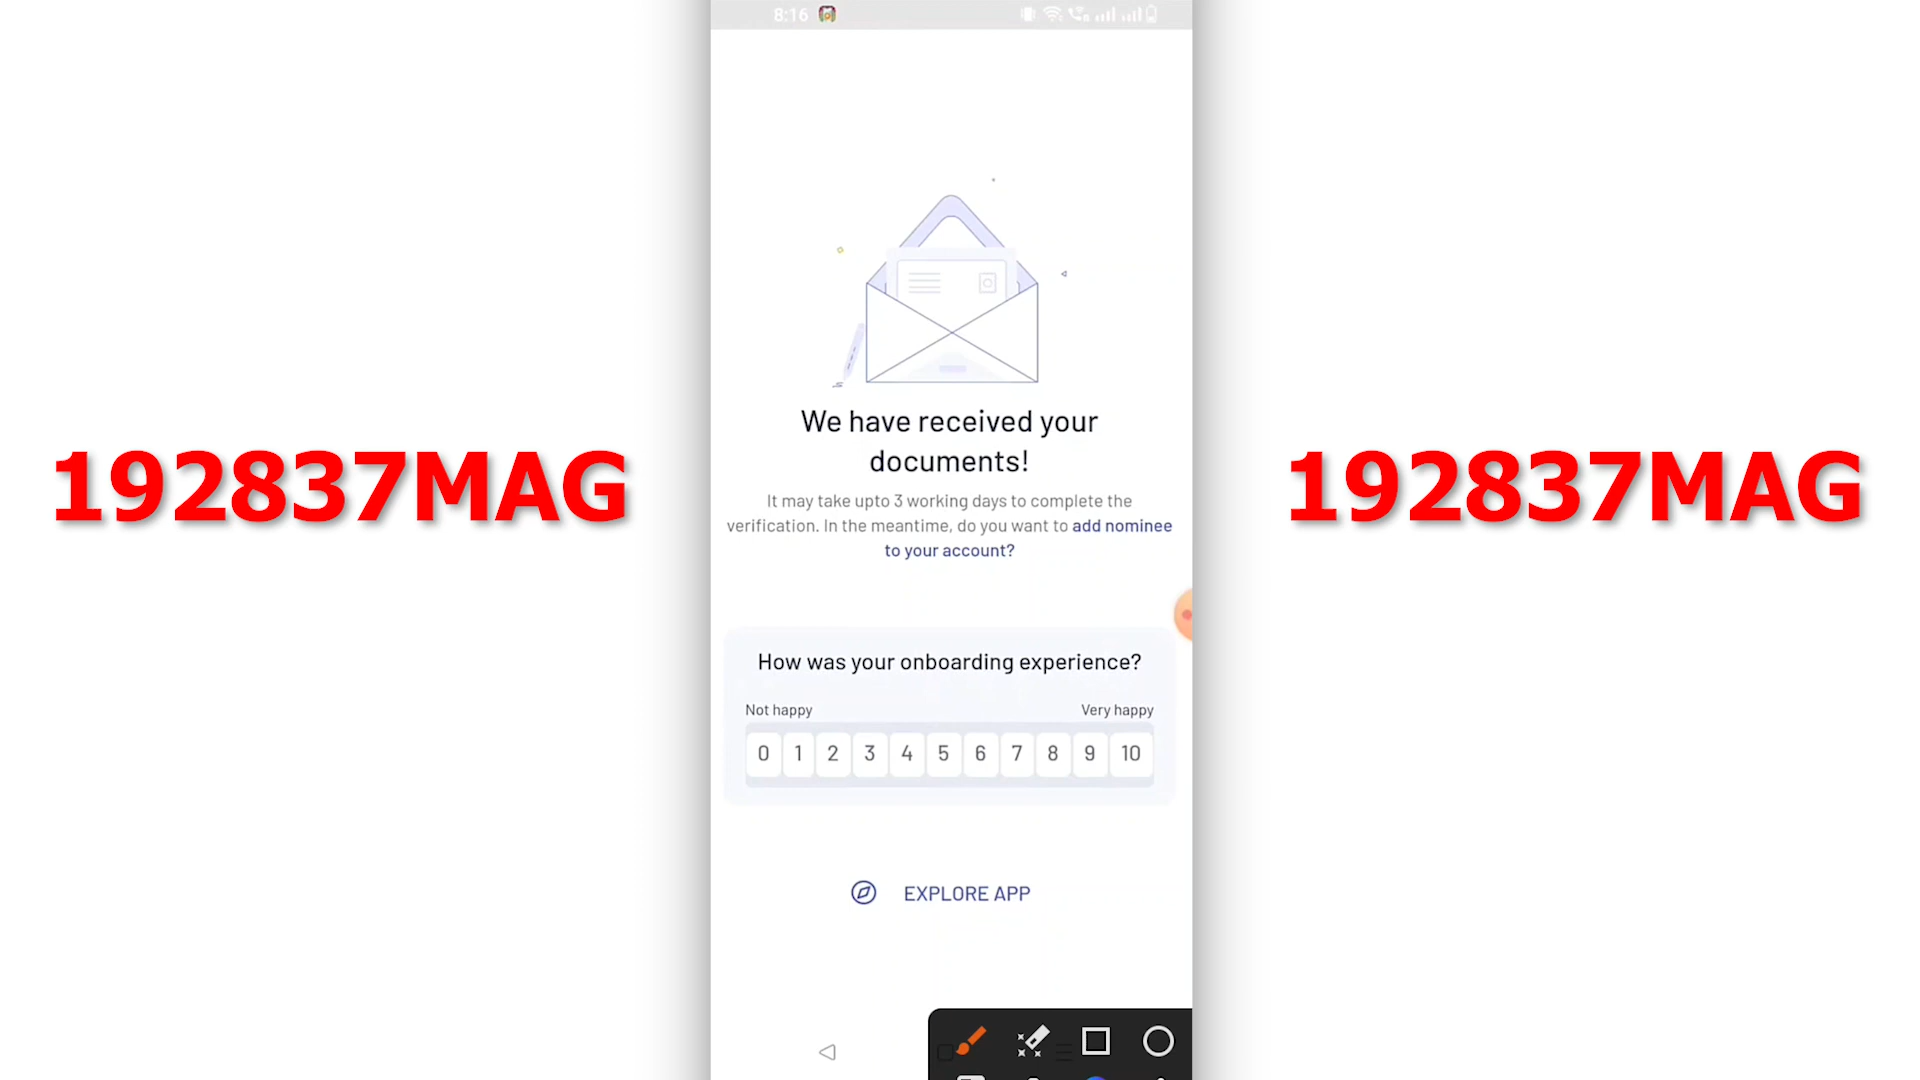 8:16
192837MAG
We have received your
documents!
It may take upto 3 working days to complete the
verification. In the meantime, do you want to add nominee
to your account?
192837MAG
How was your onboarding experience?
Not happy Very happy
0 1 2 3 4 5 6 7 8 9 10
EXPLORE APP